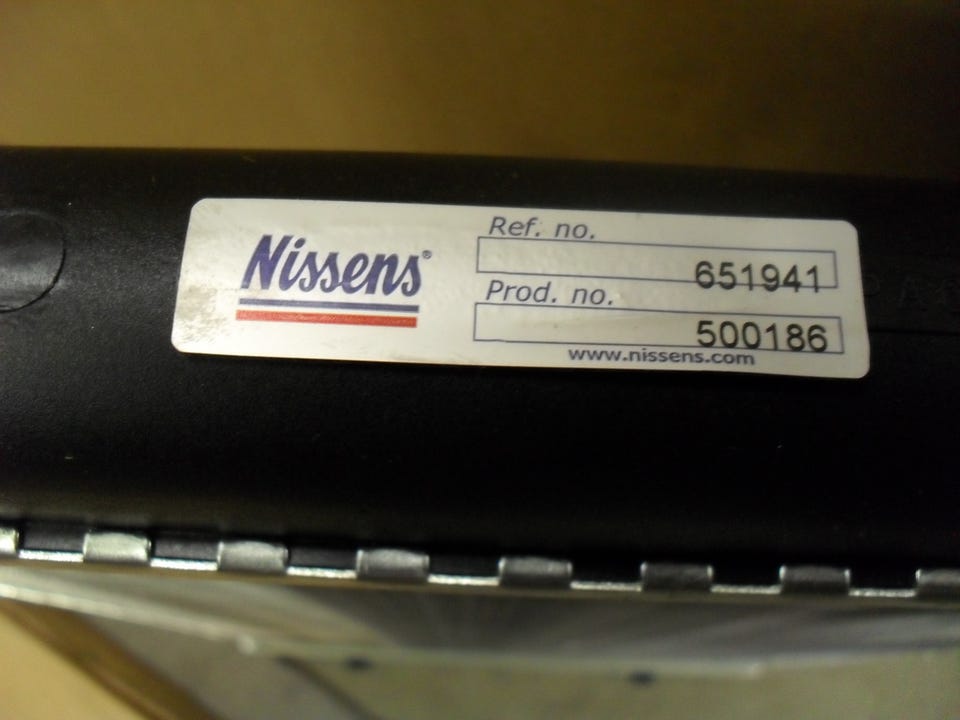 Nissens®
Ref. no.
651941
Prod. no.
500186
www.nissens.com